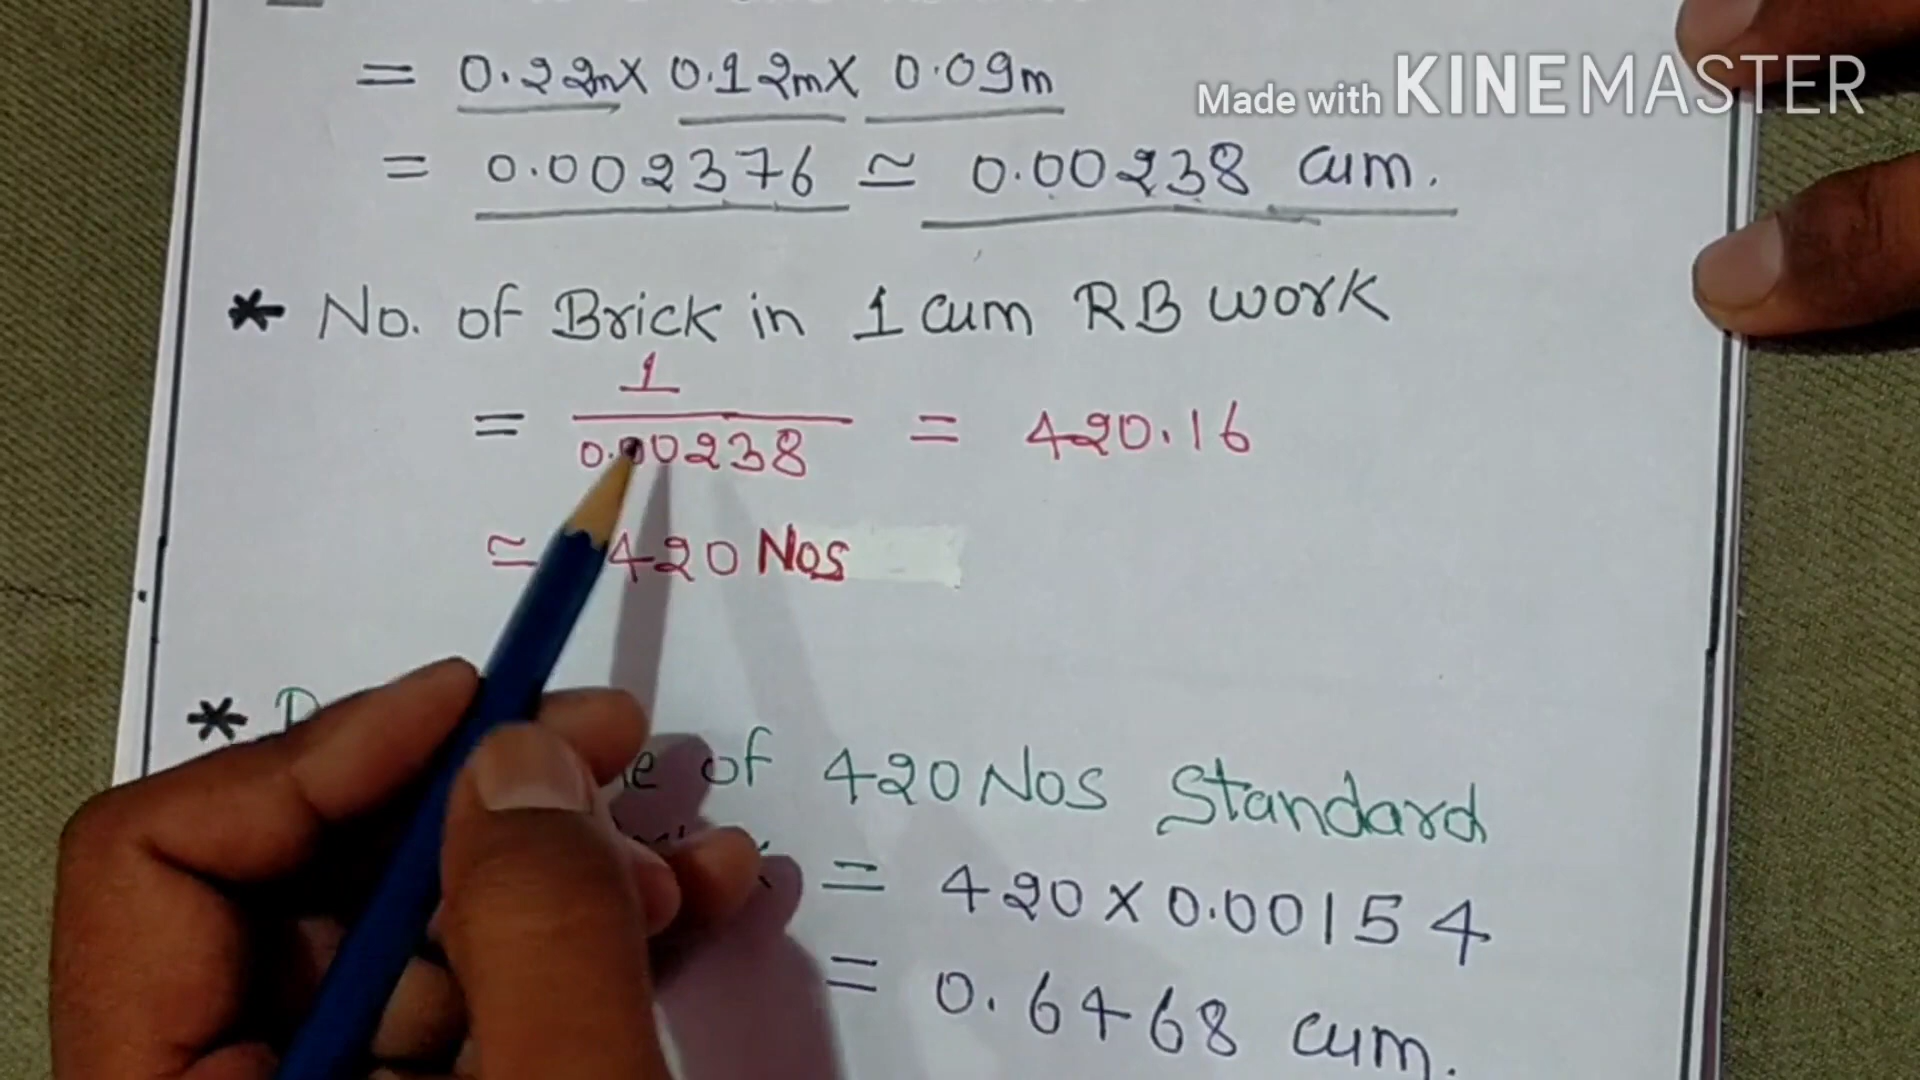 = 0.22m x 0.12m x 0.09m
Made with KINEMASTER
= 0.002376 ≃ 0.00238 cum.
* No. of Brick in 1 cum RB work
= 1 / 0.00238 = 420.16
≃ 420 Nos
* of 420 Nos Standard
= 420 x 0.00154
= 0.6468 cum.